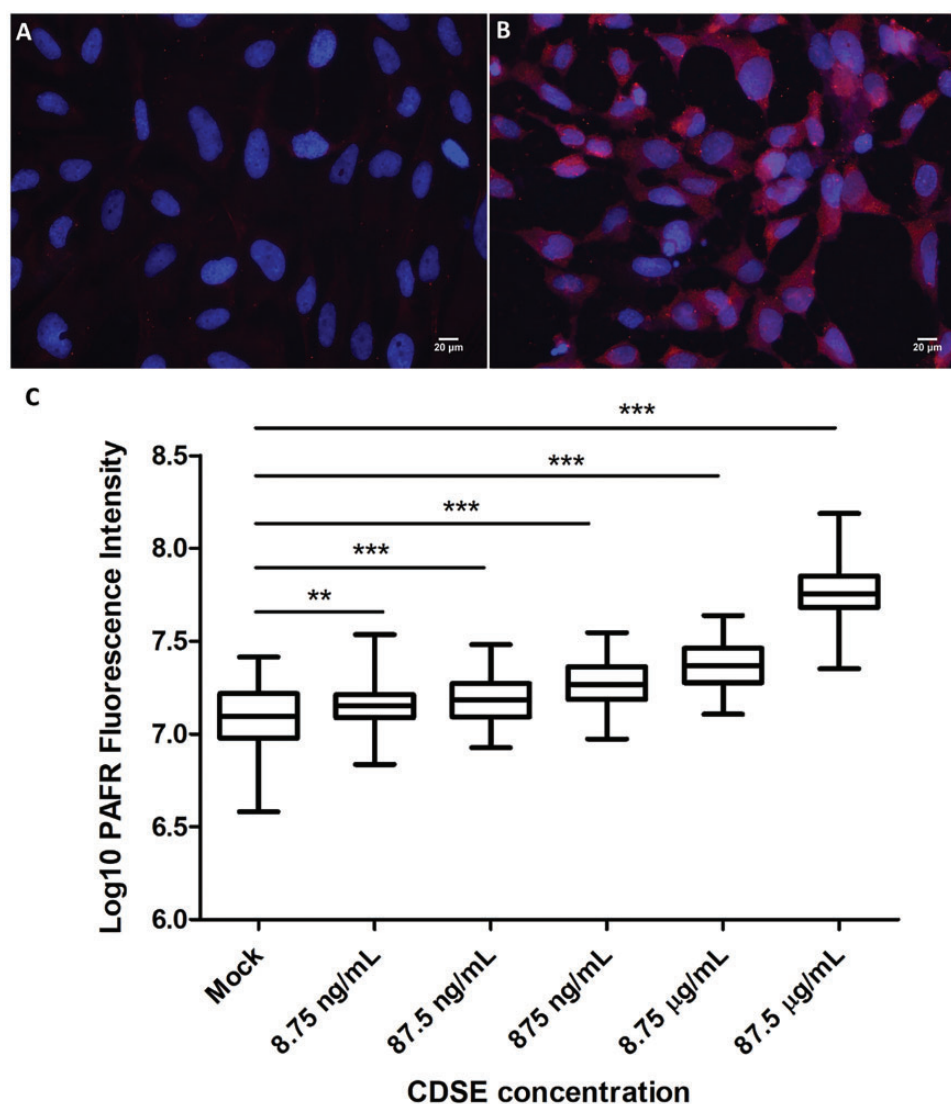 A
B
20 µm
20 µm
C
***
***
***
***
**
8.5
8.0
7.5
7.0
6.5
6.0
Log10 PAFR Fluorescence Intensity
Mock
8.75 ng/mL
87.5 ng/mL
875 ng/mL
8.75 µg/mL
87.5 µg/mL
CDSE concentration